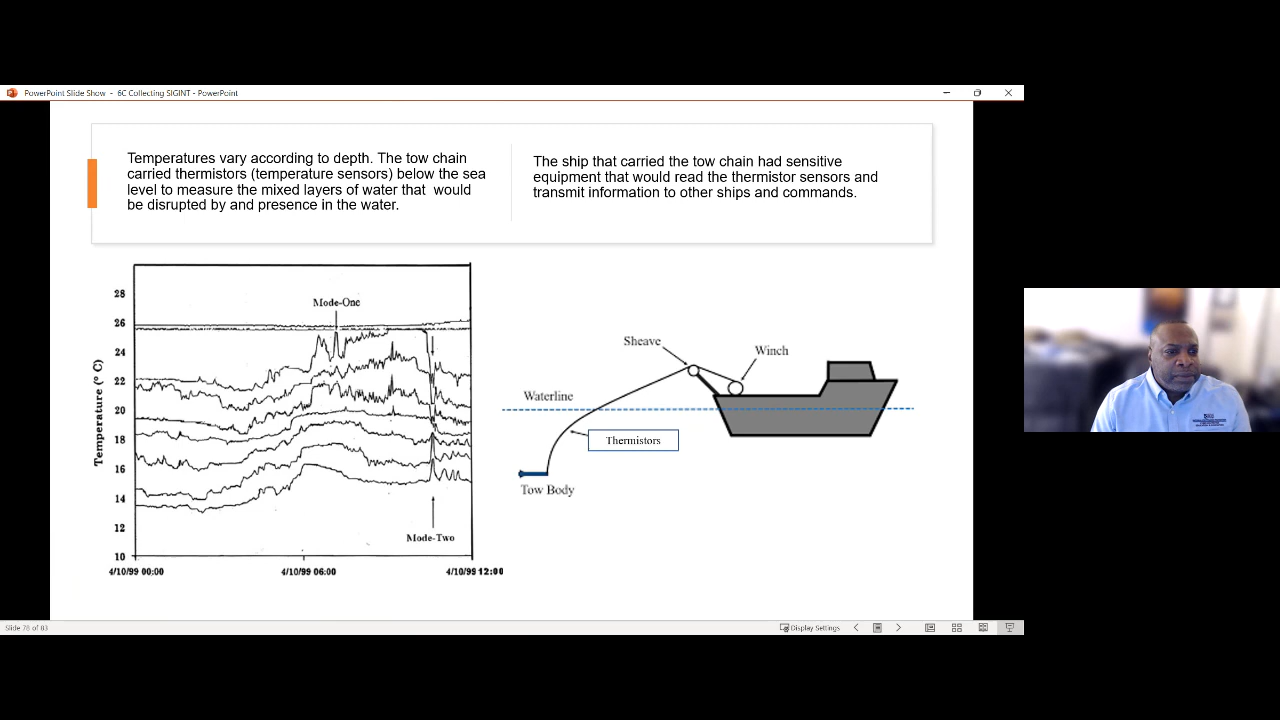 PowerPoint Slide Show - 6C Collecting SIGINT - PowerPoint
Temperatures vary according to depth. The tow chain
carried thermistors (temperature sensors) below the sea
level to measure the mixed layers of water that would
be disrupted by and presence in the water.
The ship that carried the tow chain had sensitive
equipment that would read the thermistor sensors and
transmit information to other ships and commands.
Temperature (° C)
28
26
24
22
20
18
16
14
12
10
Mode-One
Mode-Two
4/10/99 00:00
4/10/99 06:00
4/10/99 12:00
Sheave
Winch
Waterline
Thermistors
Tow Body
Slide 78 of 83
Display Settings